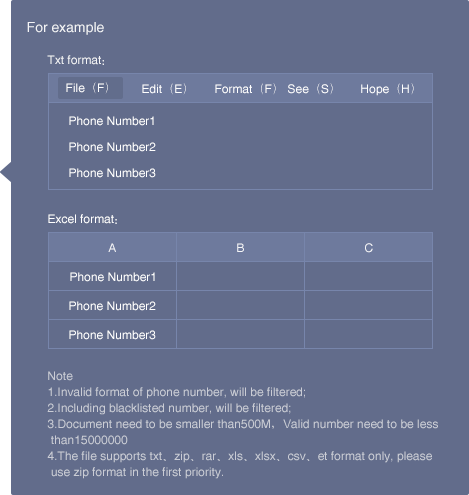 For example
Txt format：
File（F） Edit（E） Format（F） See（S） Hope（H）
Phone Number1
Phone Number2
Phone Number3
Excel format：
A B C
Phone Number1
Phone Number2
Phone Number3
Note
1.Invalid format of phone number, will be filtered;
2.Including blacklisted number, will be filtered;
3.Document need to be smaller than500M，Valid number need to be less
than15000000
4.The file supports txt、zip、rar、xls、xlsx、csv、et format only, please
use zip format in the first priority.